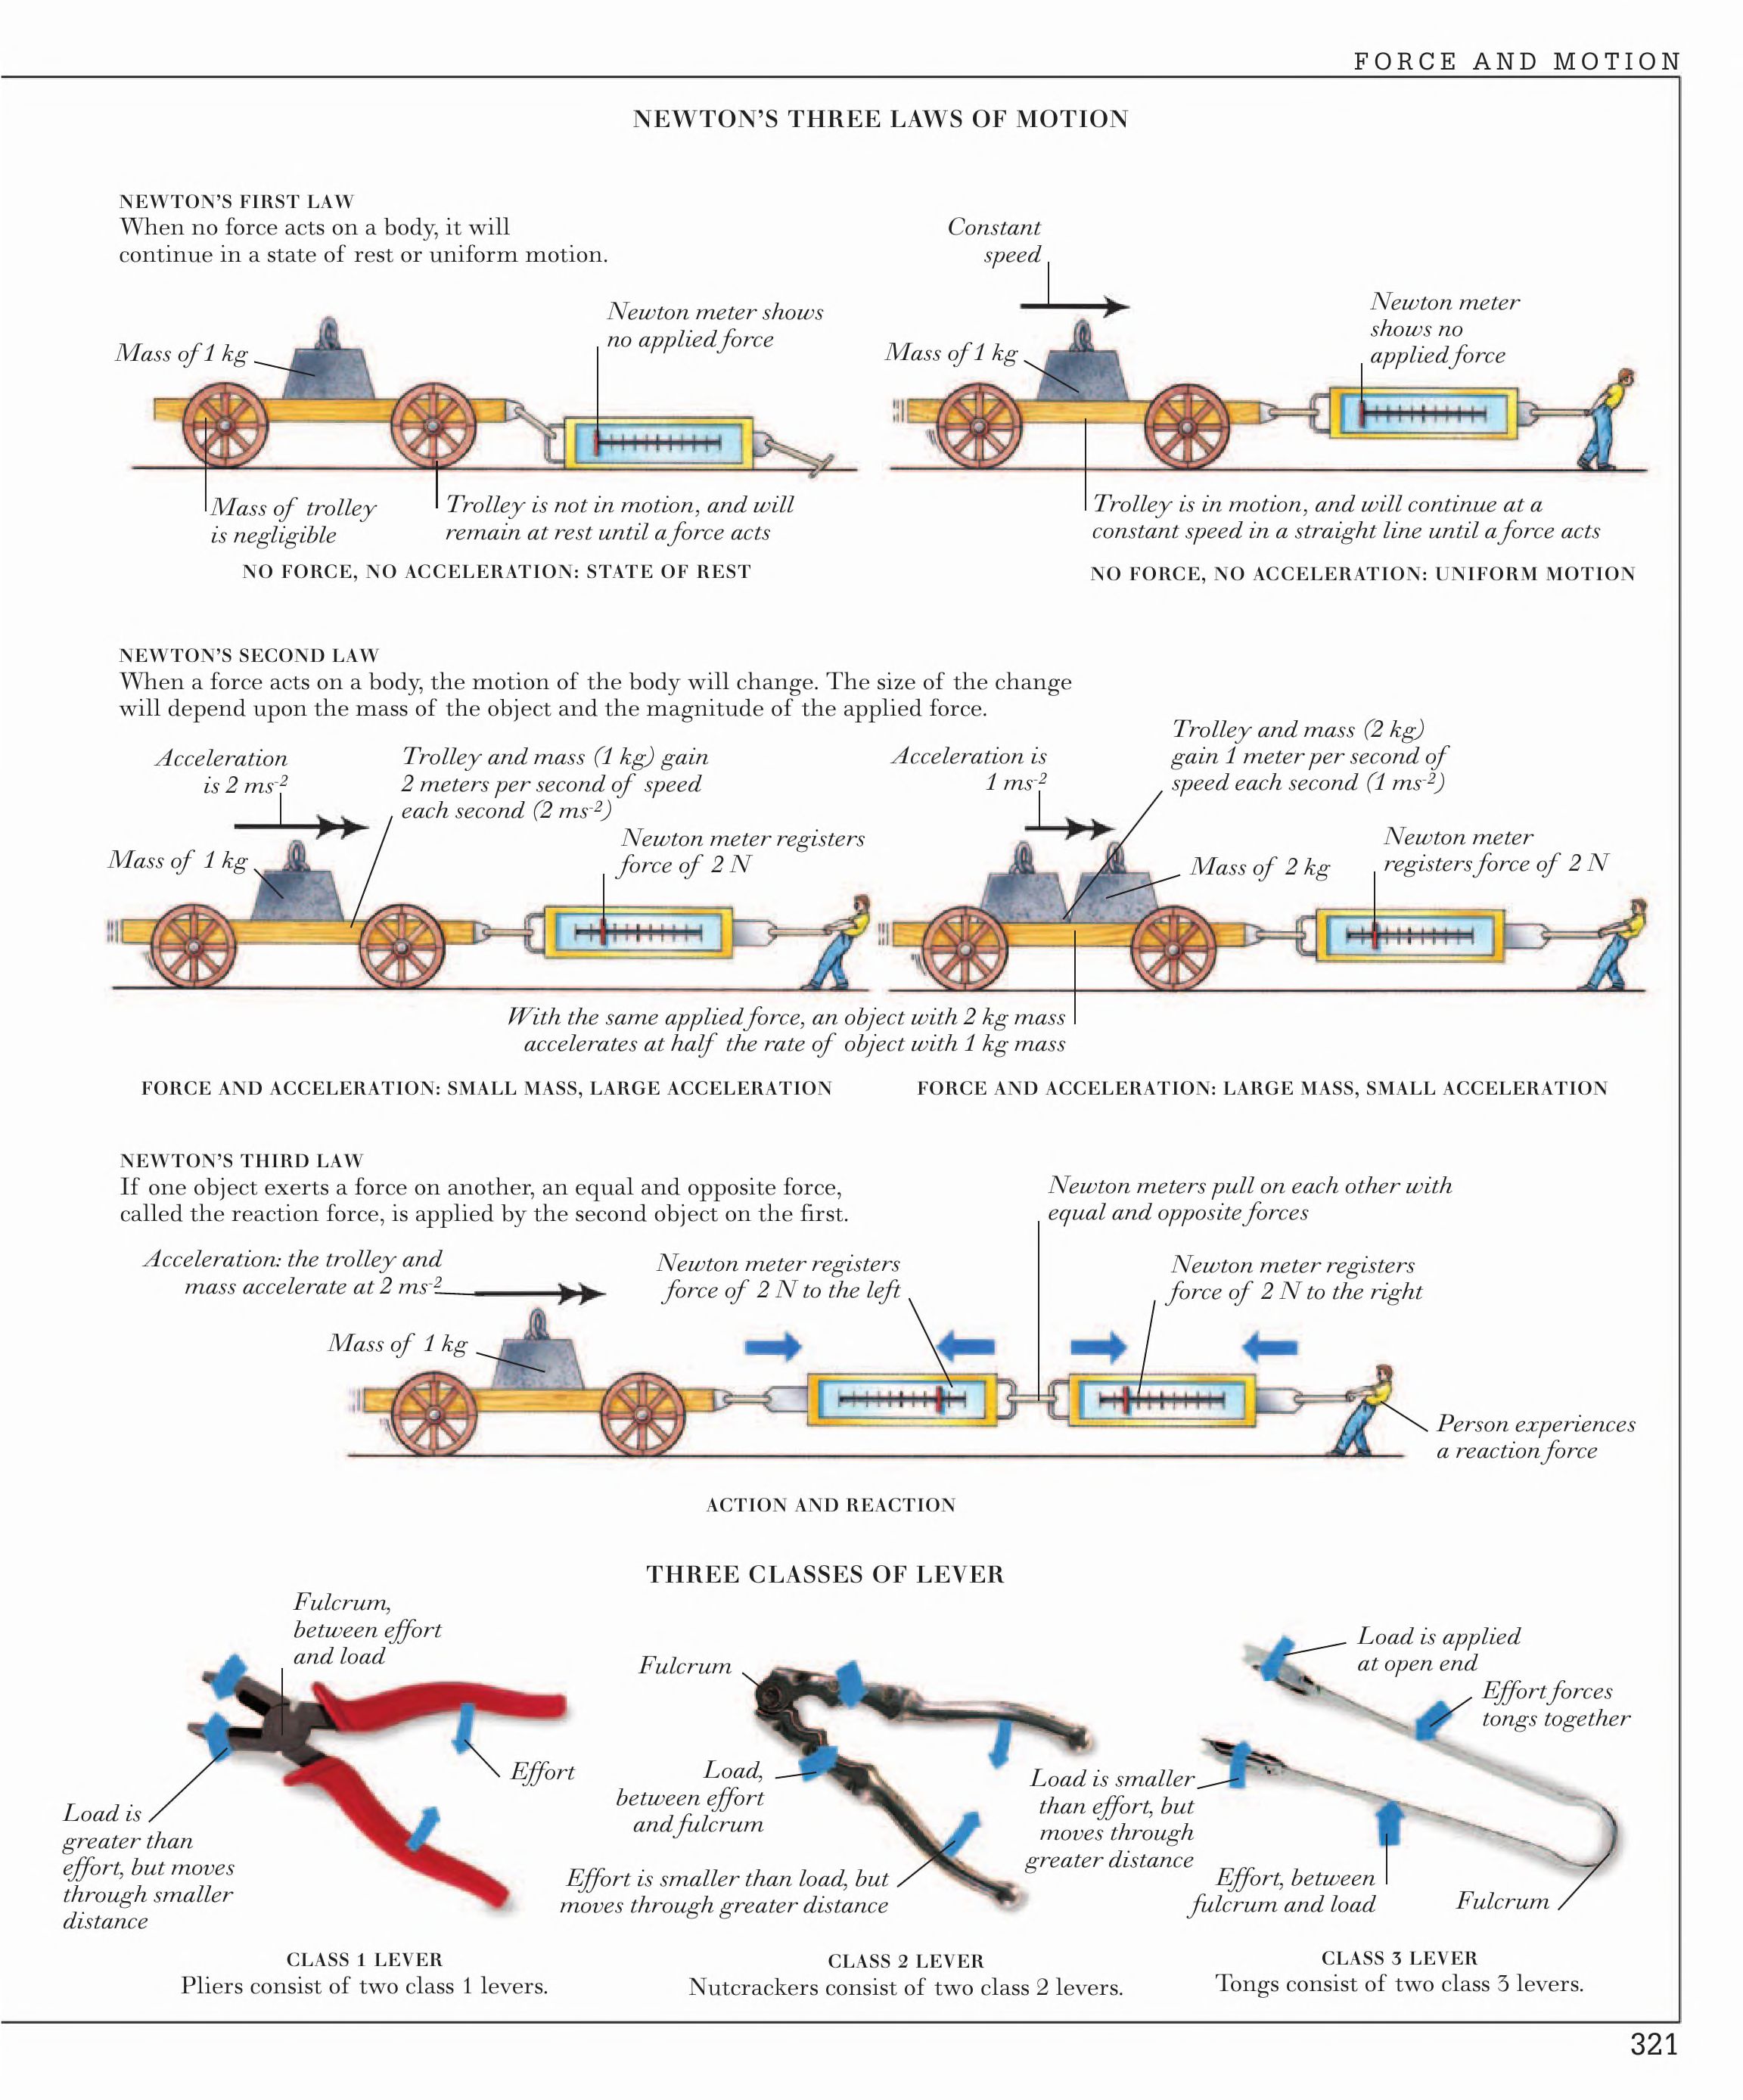 FORCE AND MOTION
NEWTON'S THREE LAWS OF MOTION
NEWTON'S FIRST LAW
When no force acts on a body, it will
continue in a state of rest or uniform motion.
Mass of 1 kg
Newton meter shows
no applied force
Mass of trolley
is negligible
Trolley is not in motion, and will
remain at rest until a force acts
NO FORCE, NO ACCELERATION: STATE OF REST
Constant
speed
Mass of 1 kg
Newton meter
shows no
applied force
Trolley is in motion, and will continue at a
constant speed in a straight line until a force acts
NO FORCE, NO ACCELERATION: UNIFORM MOTION
NEWTON'S SECOND LAW
When a force acts on a body, the motion of the body will change. The size of the change
will depend upon the mass of the object and the magnitude of the applied force.
Acceleration
is 2 ms-2
Trolley and mass (1 kg) gain
2 meters per second of speed
each second (2 ms-2)
Mass of 1 kg
Newton meter registers
force of 2 N
Acceleration is
1 ms-2
Trolley and mass (2 kg)
gain 1 meter per second of
speed each second (1 ms-2)
Mass of 2 kg
Newton meter
registers force of 2 N
With the same applied force, an object with 2 kg mass
accelerates at half the rate of object with 1 kg mass
FORCE AND ACCELERATION: SMALL MASS, LARGE ACCELERATION
FORCE AND ACCELERATION: LARGE MASS, SMALL ACCELERATION
NEWTON'S THIRD LAW
If one object exerts a force on another, an equal and opposite force,
called the reaction force, is applied by the second object on the first.
Acceleration: the trolley and
mass accelerate at 2 ms-2
Mass of 1 kg
Newton meter registers
force of 2 N to the left
Newton meters pull on each other with
equal and opposite forces
Newton meter registers
force of 2 N to the right
Person experiences
a reaction force
ACTION AND REACTION
THREE CLASSES OF LEVER
Fulcrum,
between effort
and load
Effort
Load is
greater than
effort, but moves
through smaller
distance
CLASS 1 LEVER
Pliers consist of two class 1 levers.
Fulcrum
Load,
between effort
and fulcrum
Effort is smaller than load, but
moves through greater distance
CLASS 2 LEVER
Nutcrackers consist of two class 2 levers.
Load is applied
at open end
Effort forces
tongs together
Load is smaller
than effort, but
moves through
greater distance
Effort, between
fulcrum and load
Fulcrum
CLASS 3 LEVER
Tongs consist of two class 3 levers.
321